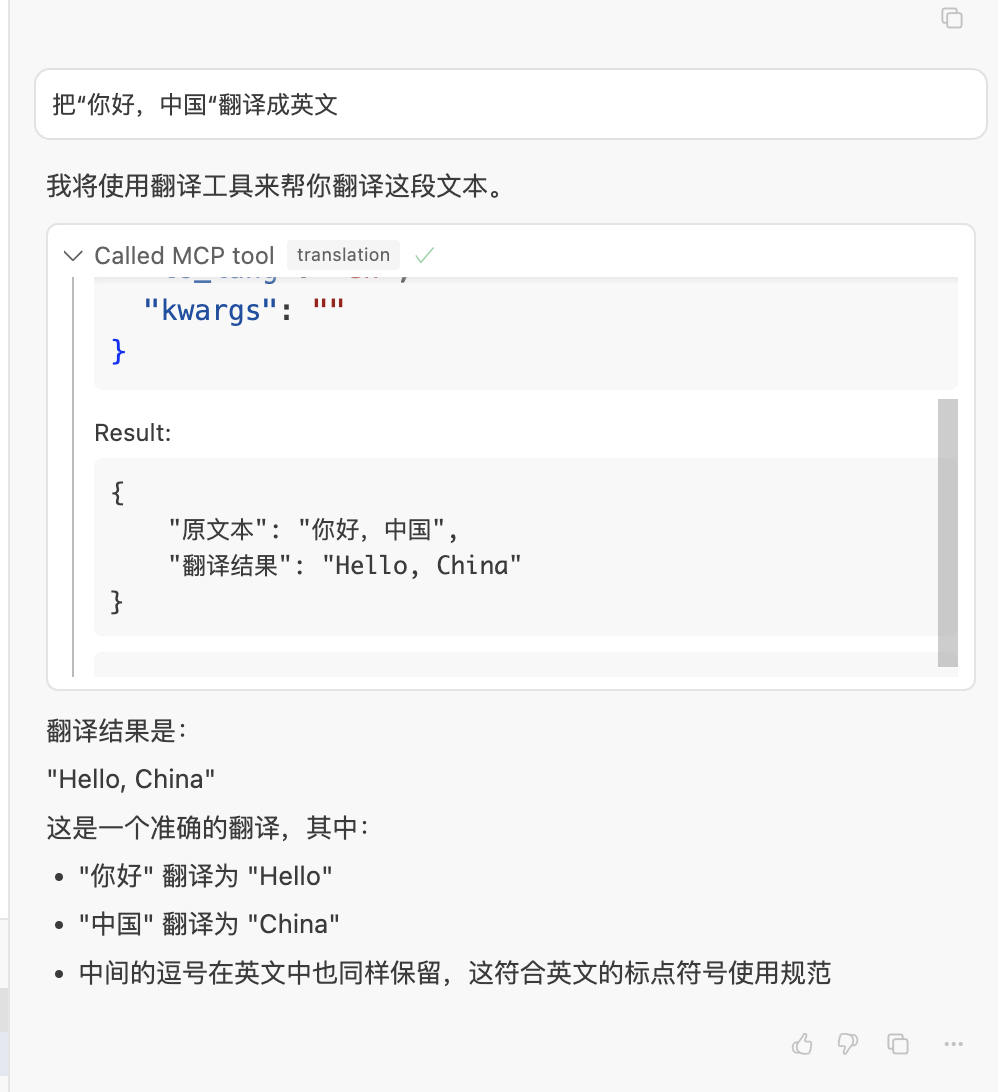 把“你好，中国“翻译成英文
我将使用翻译工具来帮你翻译这段文本。
Called MCP tool translation
"kwargs": ""
}
Result:
{
"原文本": "你好，中国",
"翻译结果": "Hello, China"
}
翻译结果是：
"Hello, China"
这是一个准确的翻译，其中：
• "你好" 翻译为 "Hello"
• "中国" 翻译为 "China"
• 中间的逗号在英文中也同样保留，这符合英文的标点符号使用规范